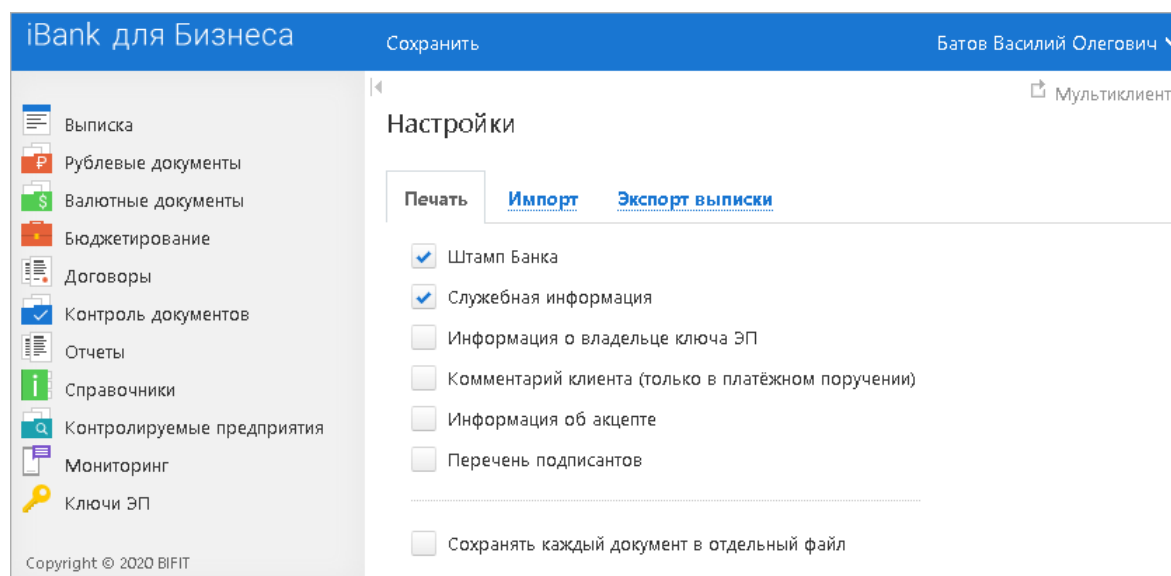 iBank для Бизнеса
Сохранить
Батов Василий Олегович
Мультиклиент
Выписка
Рублевые документы
Валютные документы
Бюджетирование
Договоры
Контроль документов
Отчеты
Справочники
Контролируемые предприятия
Мониторинг
Ключи ЭП
Copyright © 2020 BIFIT
Настройки
Печать Импорт Экспорт выписки
Штамп Банка
Служебная информация
Информация о владельце ключа ЭП
Комментарий клиента (только в платёжном поручении)
Информация об акцепте
Перечень подписантов
Сохранять каждый документ в отдельный файл